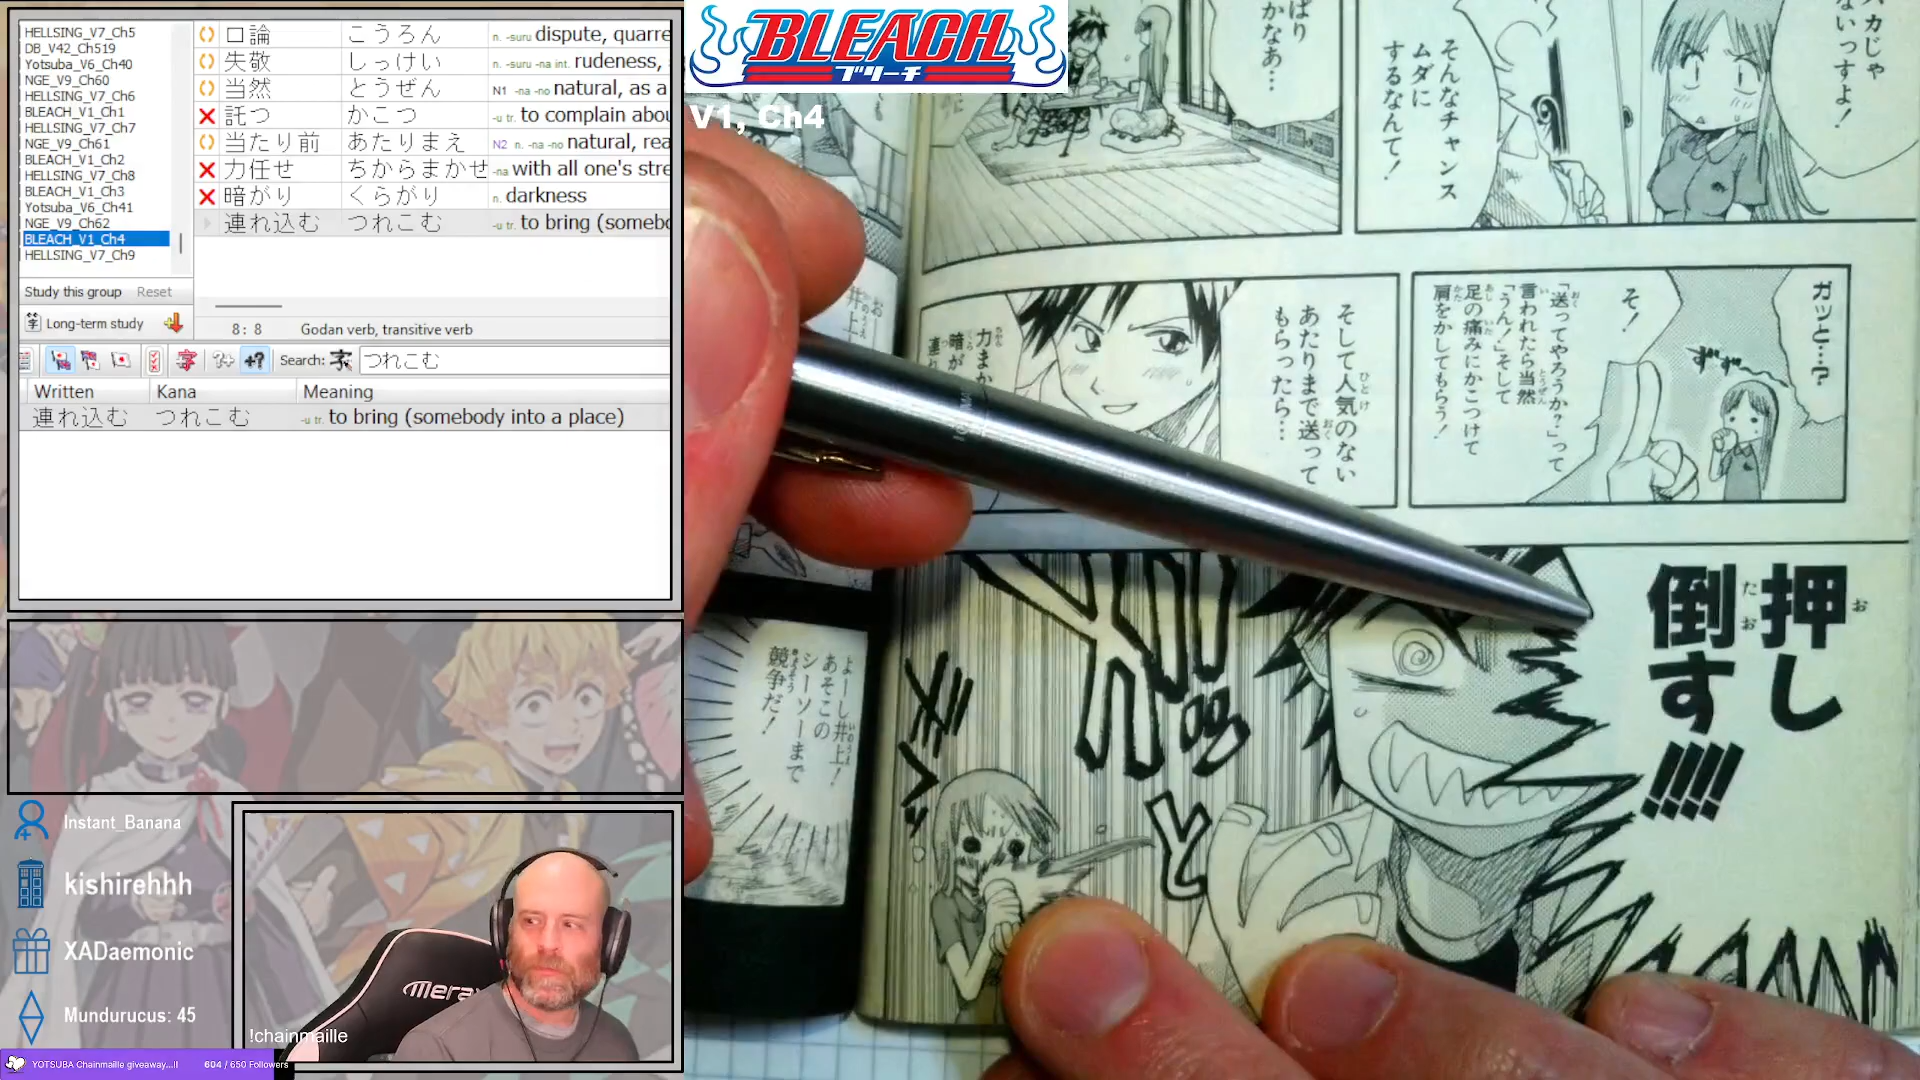 HELLSING_V7_Ch5
DB_V42_Ch519
Yotsuba_V6_Ch40
NGE_V9_Ch60
HELLSING_V7_Ch6
BLEACH_V1_Ch1
HELLSING_V7_Ch7
NGE_V9_Ch61
BLEACH_V1_Ch2
HELLSING_V7_Ch8
BLEACH_V1_Ch3
Yotsuba_V6_Ch41
NGE_V9_Ch62
BLEACH_V1_Ch4
HELLSING_V7_Ch9
Study this group Reset
Long-term study
口論 こうろん n. -suru dispute, quarre
失敬 しっけい n. -suru -na int. rudeness,
当然 とうぜん N1 -na -no natural, as a
託つ かこつ -u tr. to complain abou
当たり前 あたりまえ N2 n. -na -no natural, rea
力任せ ちからまかせ -na with all one's stre
暗がり くらがり n. darkness
連れ込む つれこむ -u tr. to bring (somebo
8: 8 Godan verb, transitive verb
Search: 字 つれこむ
Written Kana Meaning
連れ込む つれこむ -u tr. to bring (somebody into a place)
BLEACH
ブリーチ
V1, Ch4
かなあ…
そんなチャンス
ムダに
するなんて！
ないっすよ！
ガッと…？
そ！
「送ってやろうか？」って
言われたら当然
「うん！」そして
足の痛みにかこつけて
肩をかしてもらう！
そして人気のない
あたりまで送って
もらったら…
力まか
暗が
押し
倒す!!!!
と
よーし井上！
あそこの
シーソーまで
競争だ！
Instant_Banana
kishirehhh
XADaemonic
Mundurucus: 45
!chainmaille
YOTSUBA Chainmaille giveaway...!! 604 / 650 Followers